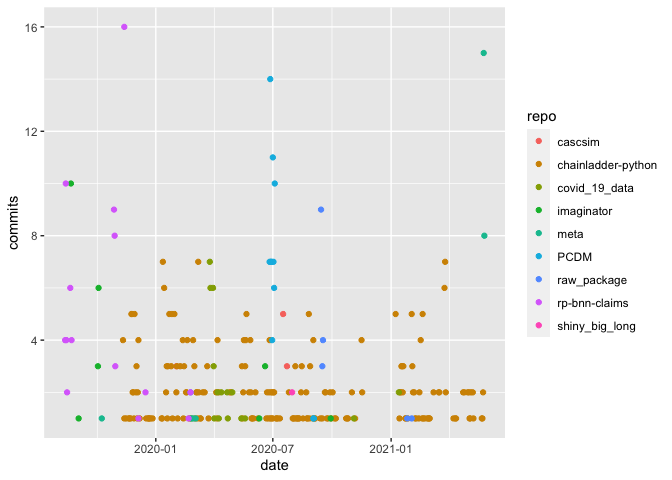 16
12
8
4
commits
2020-01
2020-07
2021-01
date
repo
cascsim
chainladder-python
covid_19_data
imaginator
meta
PCDM
raw_package
rp-bnn-claims
shiny_big_long